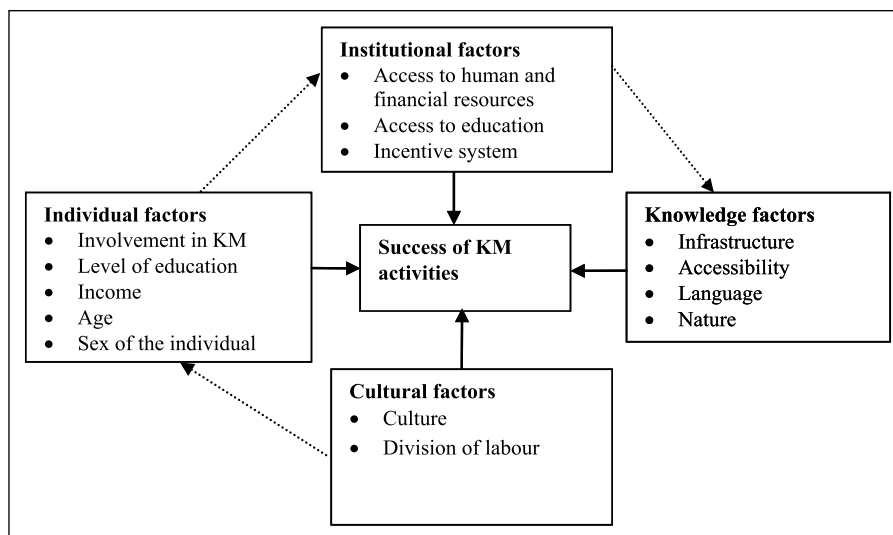 Institutional factors
• Access to human and
financial resources
• Access to education
• Incentive system
Individual factors
• Involvement in KM
• Level of education
• Income
• Age
• Sex of the individual
Success of KM
activities
Knowledge factors
• Infrastructure
• Accessibility
• Language
• Nature
Cultural factors
• Culture
• Division of labour